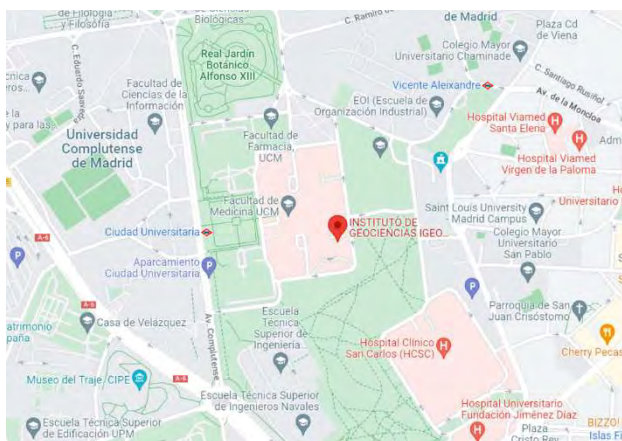 de Filología
y Filosofía
Biológicas
C. Ramiro de
de Madrid
Plaza Cd
de Viena
C. Eduardo Saavedra
Facultad de
Ciencias de la
Información
Real Jardín
Botánico
Alfonso XIII
Colegio Mayor
Universitario Chaminade
Vicente Aleixandre
C. Santiago Rusiñol
Av. de la Moncloa
EOI (Escuela de
Organización Industrial)
Hospital Viamed
Santa Elena
Hospital Viamed
Virgen de la Paloma
Universidad
Complutense
de Madrid
Facultad de
Farmacia,
UCM
Facultad de
Medicina UCM
INSTITUTO DE
GEOCIENCIAS IGEO...
Saint Louis University
- Madrid Campus
Universitario
Colegio Mayor
Universitario
San Pablo
Ciudad Universitaria
A-6
P
Aparcamiento
Ciudad Universitaria
P
P
A-6
Casa de Velázquez
Av. Complutense
Escuela
Técnica
Superior de
Ingeniería...
Hospital Clínico
San Carlos (HCSC)
Parroquia de San
Juan Crisóstomo
Cherry Pecas
Museo del Traje. CIPE
A-6
Escuela Técnica Superior
de Ingenieros Navales
Escuela Técnica Superior
de Edificación UPM
Hospital Universitario
Fundación Jiménez Díaz
Plaza
Cristo Rey
BIZZO!
Islas Fi